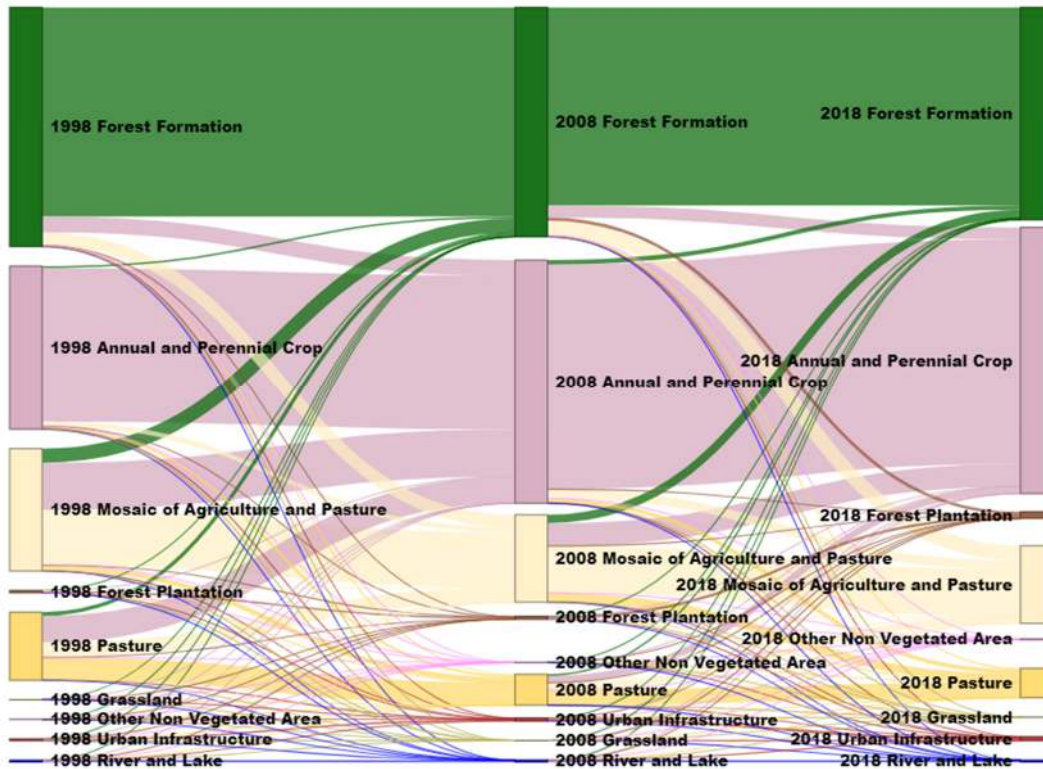 1998 Forest Formation
1998 Annual and Perennial Crop
1998 Mosaic of Agriculture and Pasture
1998 Forest Plantation
1998 Pasture
1998 Grassland
1998 Other Non Vegetated Area
1998 Urban Infrastructure
1998 River and Lake
2008 Forest Formation
2008 Annual and Perennial Crop
2008 Mosaic of Agriculture and Pasture
2008 Forest Plantation
2008 Other Non Vegetated Area
2008 Pasture
2008 Urban Infrastructure
2008 Grassland
2008 River and Lake
2018 Forest Formation
2018 Annual and Perennial Crop
2018 Forest Plantation
2018 Mosaic of Agriculture and Pasture
2018 Other Non Vegetated Area
2018 Pasture
2018 Grassland
2018 Urban Infrastructure
2018 River and Lake